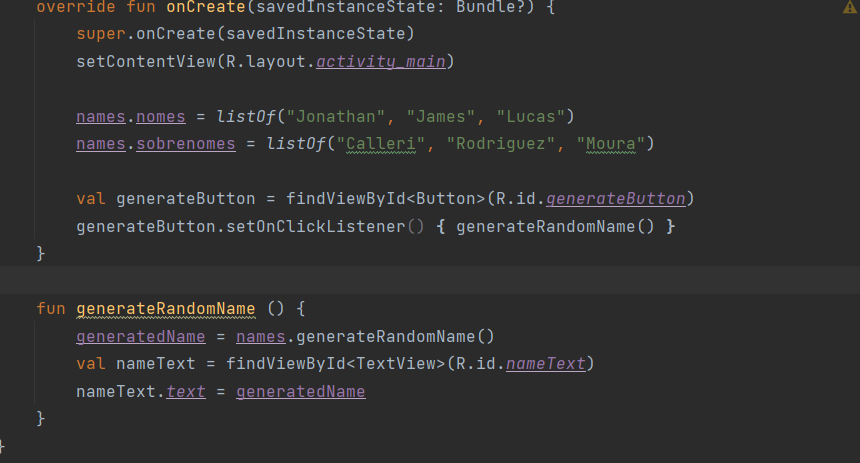 override fun onCreate(savedInstanceState: Bundle?) {
super.onCreate(savedInstanceState)
setContentView(R.layout.activity_main)
names.nomes = listOf("Jonathan", "James", "Lucas")
names.sobrenomes = listOf("Calleri", "Rodriguez", "Moura")
val generateButton = findViewById<Button>(R.id.generateButton)
generateButton.setOnClickListener() { generateRandomName() }
}
fun generateRandomName () {
generatedName = names.generateRandomName()
val nameText = findViewById<TextView>(R.id.nameText)
nameText.text = generatedName
}
}